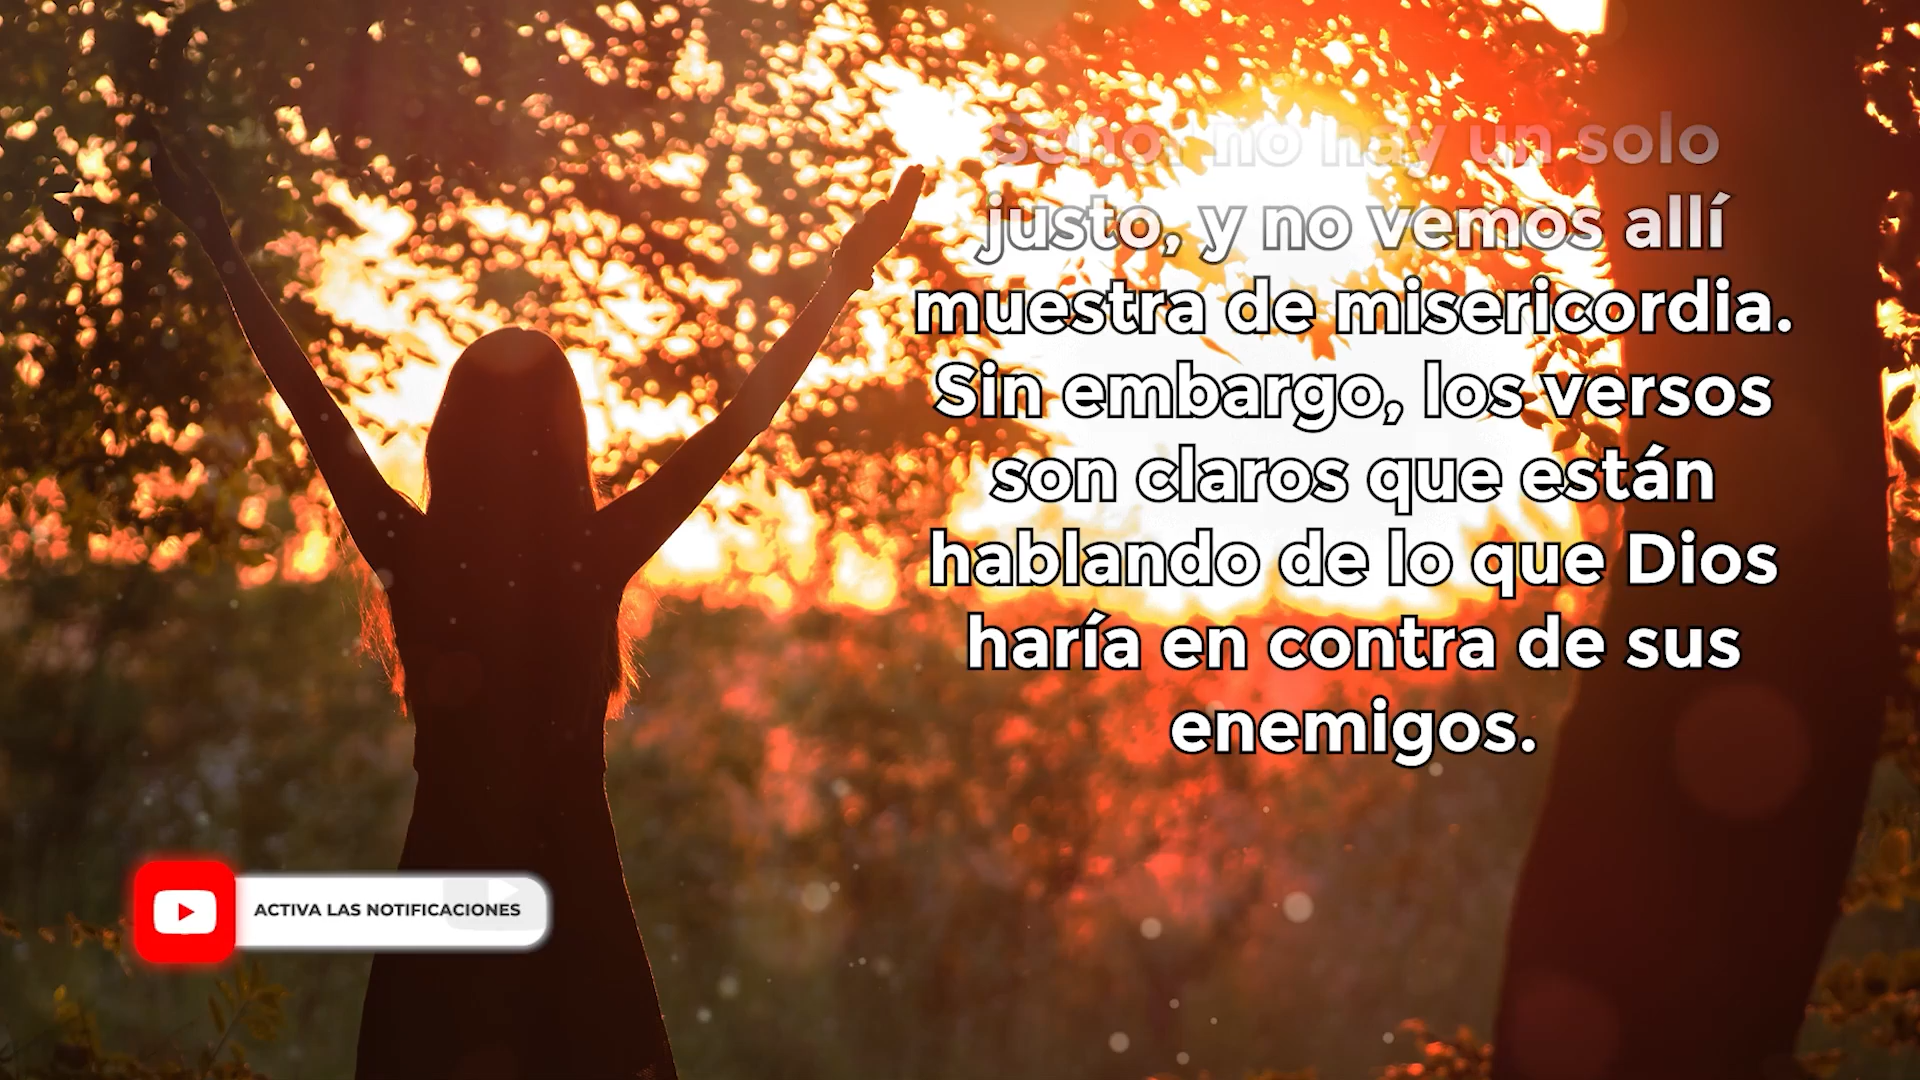 Señor no hay un solo
justo, y no vemos allí
muestra de misericordia.
Sin embargo, los versos
son claros que están
hablando de lo que Dios
haría en contra de sus
enemigos.
ACTIVA LAS NOTIFICACIONES